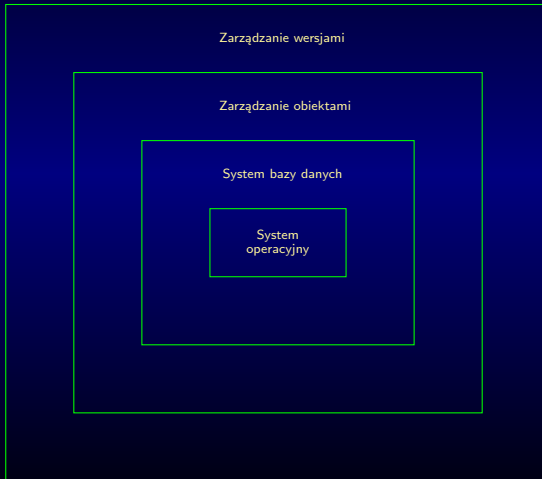 Zarządzanie wersjami
Zarządzanie obiektami
System bazy danych
System
operacyjny